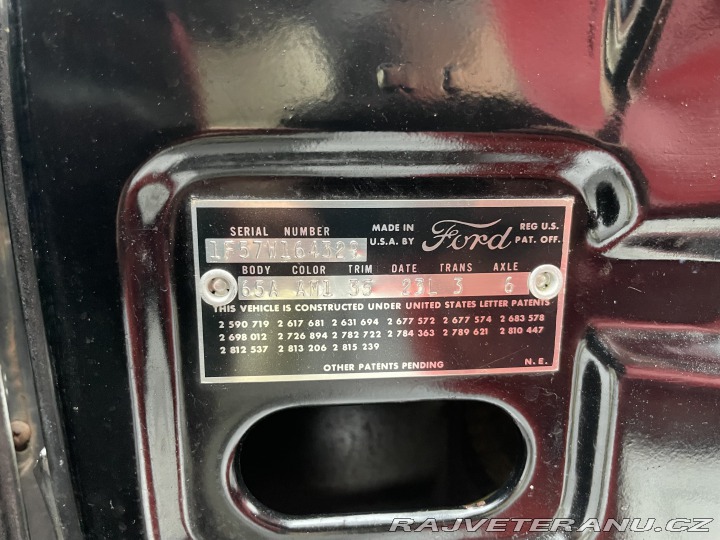 SERIAL NUMBER
MADE IN
U.S.A. BY
Ford
REG U.S.
PAT. OFF.
BODY COLOR TRIM DATE TRANS AXLE
65A 3 6
THIS VEHICLE IS CONSTRUCTED UNDER UNITED STATES LETTER PATENTS
2 590 719 2 617 681 2 631 694 2 677 572 2 677 574 2 683 578
2 698 012 2 726 894 2 782 722 2 784 363 2 789 621 2 810 447
2 812 537 2 813 206 2 815 239
OTHER PATENTS PENDING
N. E.
RAJVETERANU.CZ